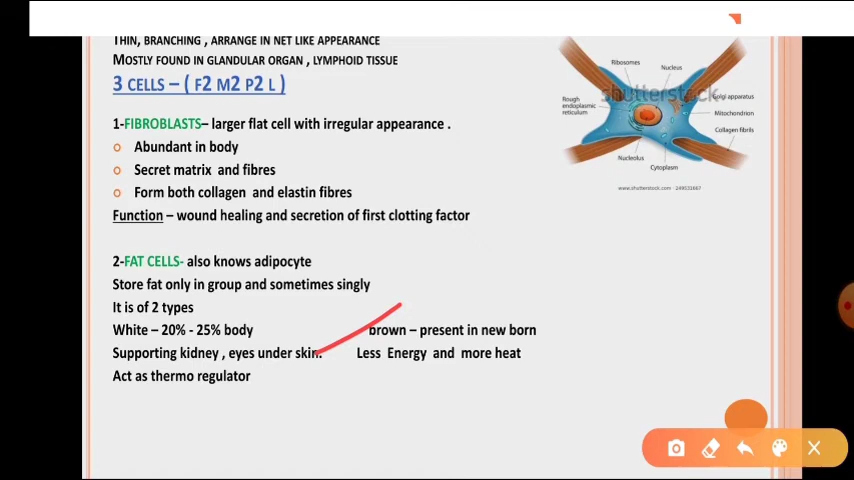 THIN, BRANCHING , ARRANGE IN NET LIKE APPEARANCE
MOSTLY FOUND IN GLANDULAR ORGAN , LYMPHOID TISSUE
3 CELLS – ( F2 M2 P2 L )
1-FIBROBLASTS– larger flat cell with irregular appearance .
o Abundant in body
o Secret matrix and fibres
o Form both collagen and elastin fibres
Function – wound healing and secretion of first clotting factor
2-FAT CELLS- also knows adipocyte
Store fat only in group and sometimes singly
It is of 2 types
White – 20% - 25% body brown – present in new born
Supporting kidney , eyes under skin. Less Energy and more heat
Act as thermo regulator
Ribosomes
Nucleus
shutterstock
Rough
endoplasmic
reticulum
Golgi apparatus
Mitochondrion
Collagen fibrils
Nucleolus
Cytoplasm
www.shutterstock.com · 249031667